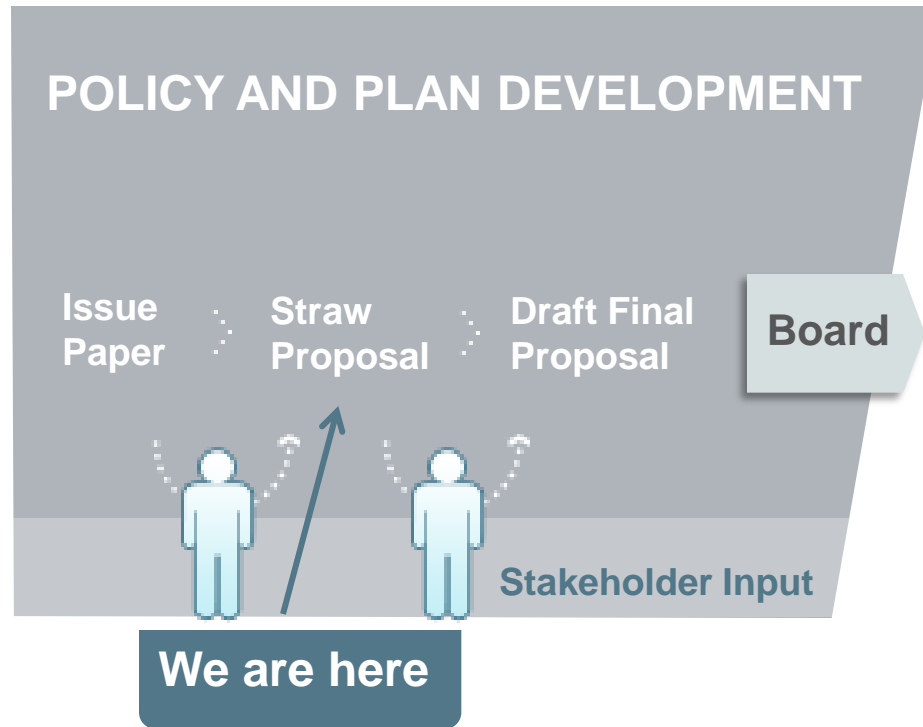 POLICY AND PLAN DEVELOPMENT
Issue
Paper
Straw
Proposal
Draft Final
Proposal
Board
Stakeholder Input
We are here